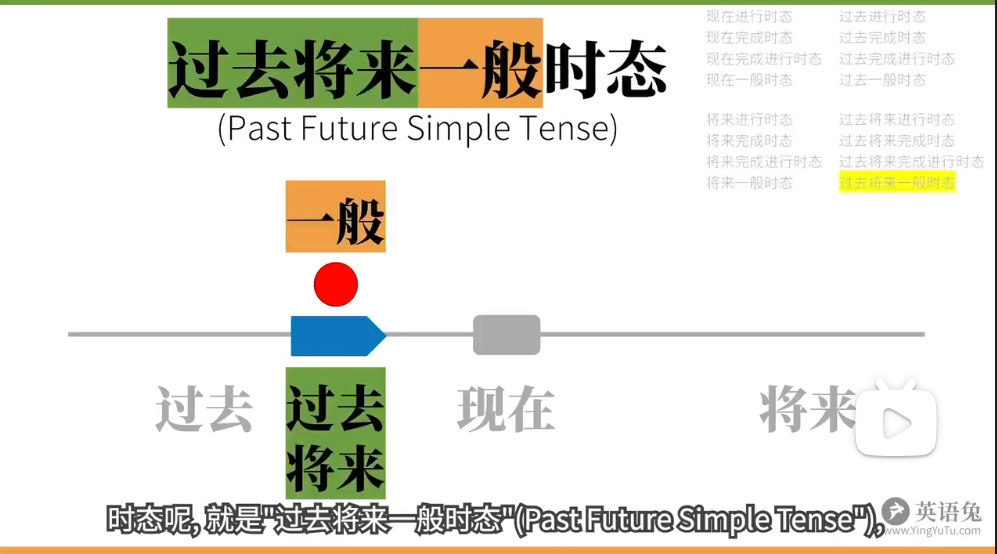 过去将来一般时态
(Past Future Simple Tense)
现在进行时态 过去进行时态
现在完成时态 过去完成时态
现在完成进行时态 过去完成进行时态
现在一般时态 过去一般时态
将来进行时态 过去将来进行时态
将来完成时态 过去将来完成时态
将来完成进行时态 过去将来完成进行时态
将来一般时态 过去将来一般时态
一般
过去 过去 现在 将来
将来
时态呢, 就是"过去将来一般时态"(Past Future Simple Tense"),
英语兔
www.YingYuTu.com